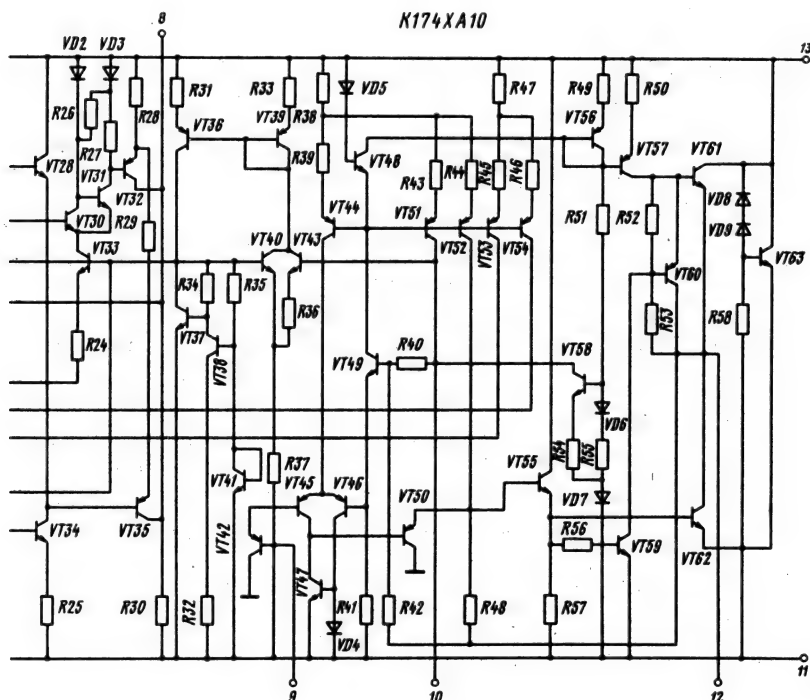 К174ХА10
8
13
VD2 VD3
R26
R28
R31
R33
VT39
R38
VD5
R47
R49
R50
VT56
R27
VT36
VT28
VT31
VT32
R39
VT48
VT57
VT61
R43
R44
R45
R46
VT30
R29
VT44
VT51
R51
R52
VD8
VD9
VT33
VT40
VT43
VT52
VT53
VT54
VT60
VT63
R34
R35
R36
R53
R58
R24
VT37
VT38
VT49
R40
VT58
VD6
R54
R55
VT41
R37
VT45
VT46
VT50
VT55
VD7
VT34
VT35
VT42
R56
VT59
VT62
VT47
R25
R30
R32
R41
R42
R48
R57
VD4
9
10
12
11